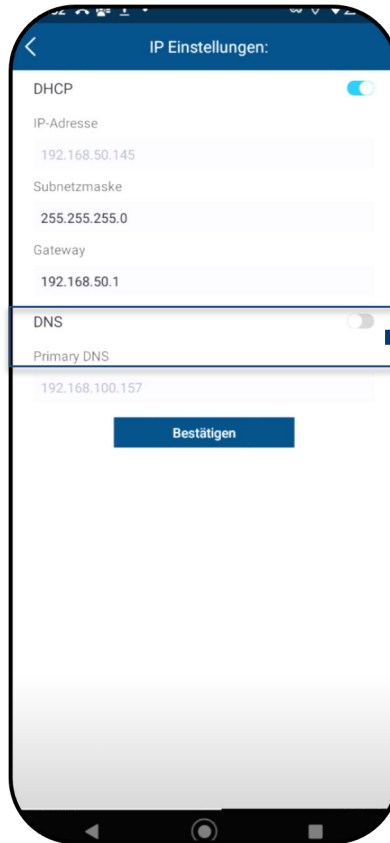 IP Einstellungen:
DHCP
IP-Adresse
192.168.50.145
Subnetzmaske
255.255.255.0
Gateway
192.168.50.1
DNS
Primary DNS
192.168.100.157
Bestätigen